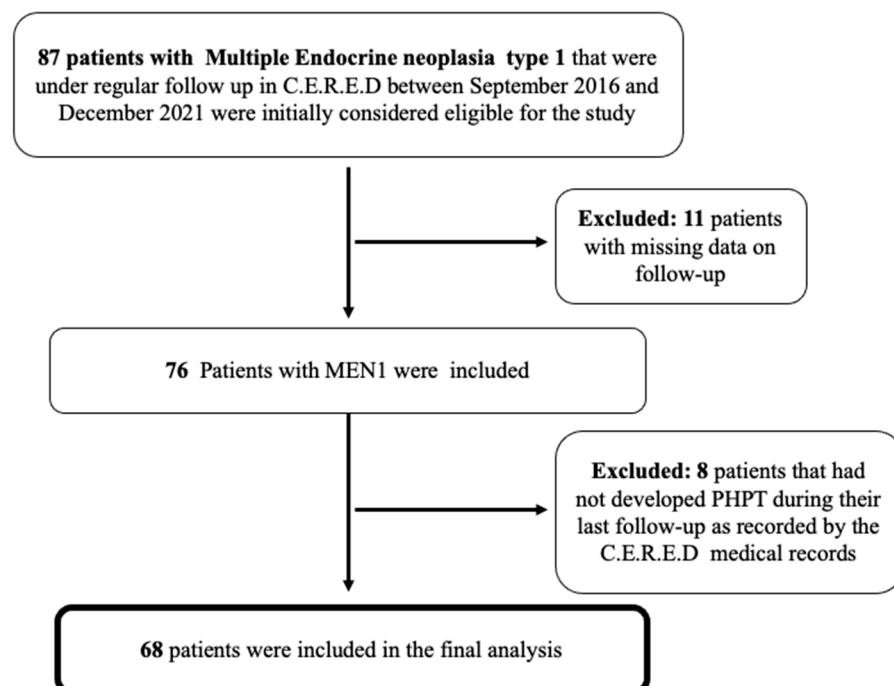 87 patients with Multiple Endocrine neoplasia type 1 that were
under regular follow up in C.E.R.E.D between September 2016 and
December 2021 were initially considered eligible for the study
Excluded: 11 patients
with missing data on
follow-up
76 Patients with MEN1 were included
Excluded: 8 patients that had
not developed PHPT during their
last follow-up as recorded by the
C.E.R.E.D medical records
68 patients were included in the final analysis